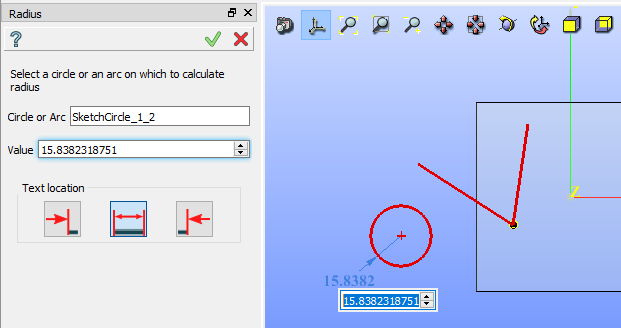 Radius
Select a circle or an arc on which to calculate
radius
Circle or Arc SketchCircle_1_2
Value 15.8382318751
Text location
15.8382
15.8382318751